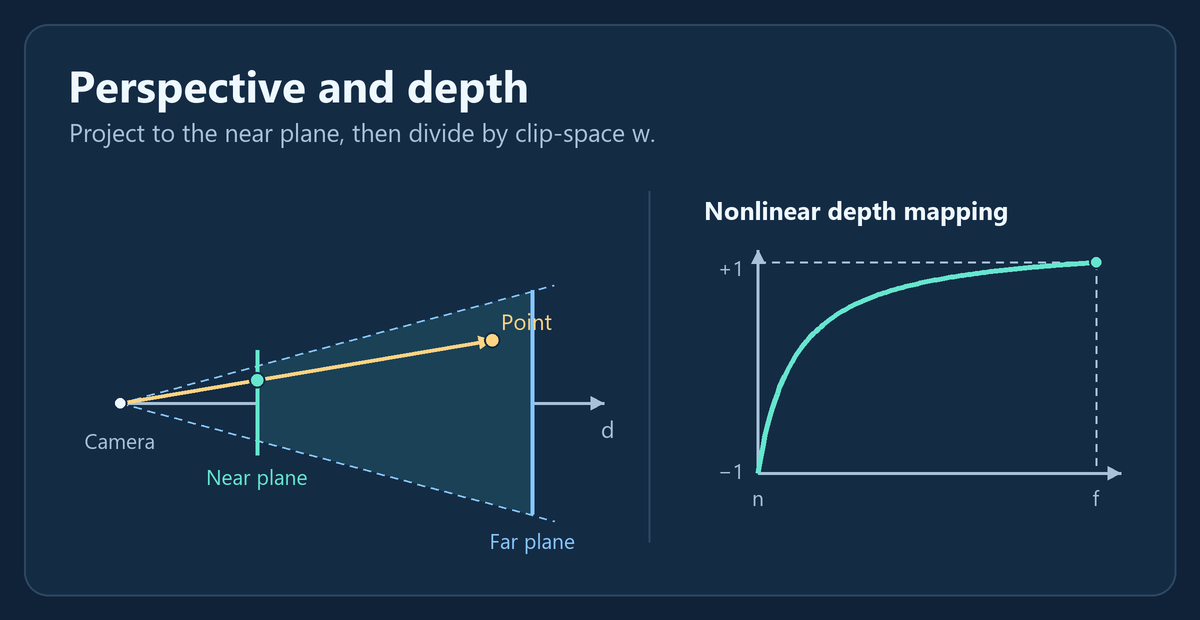 Perspective and depth
Project to the near plane, then divide by clip-space w.
Point
d
Camera
Near plane
Far plane
Nonlinear depth mapping
+1
−1
n
f